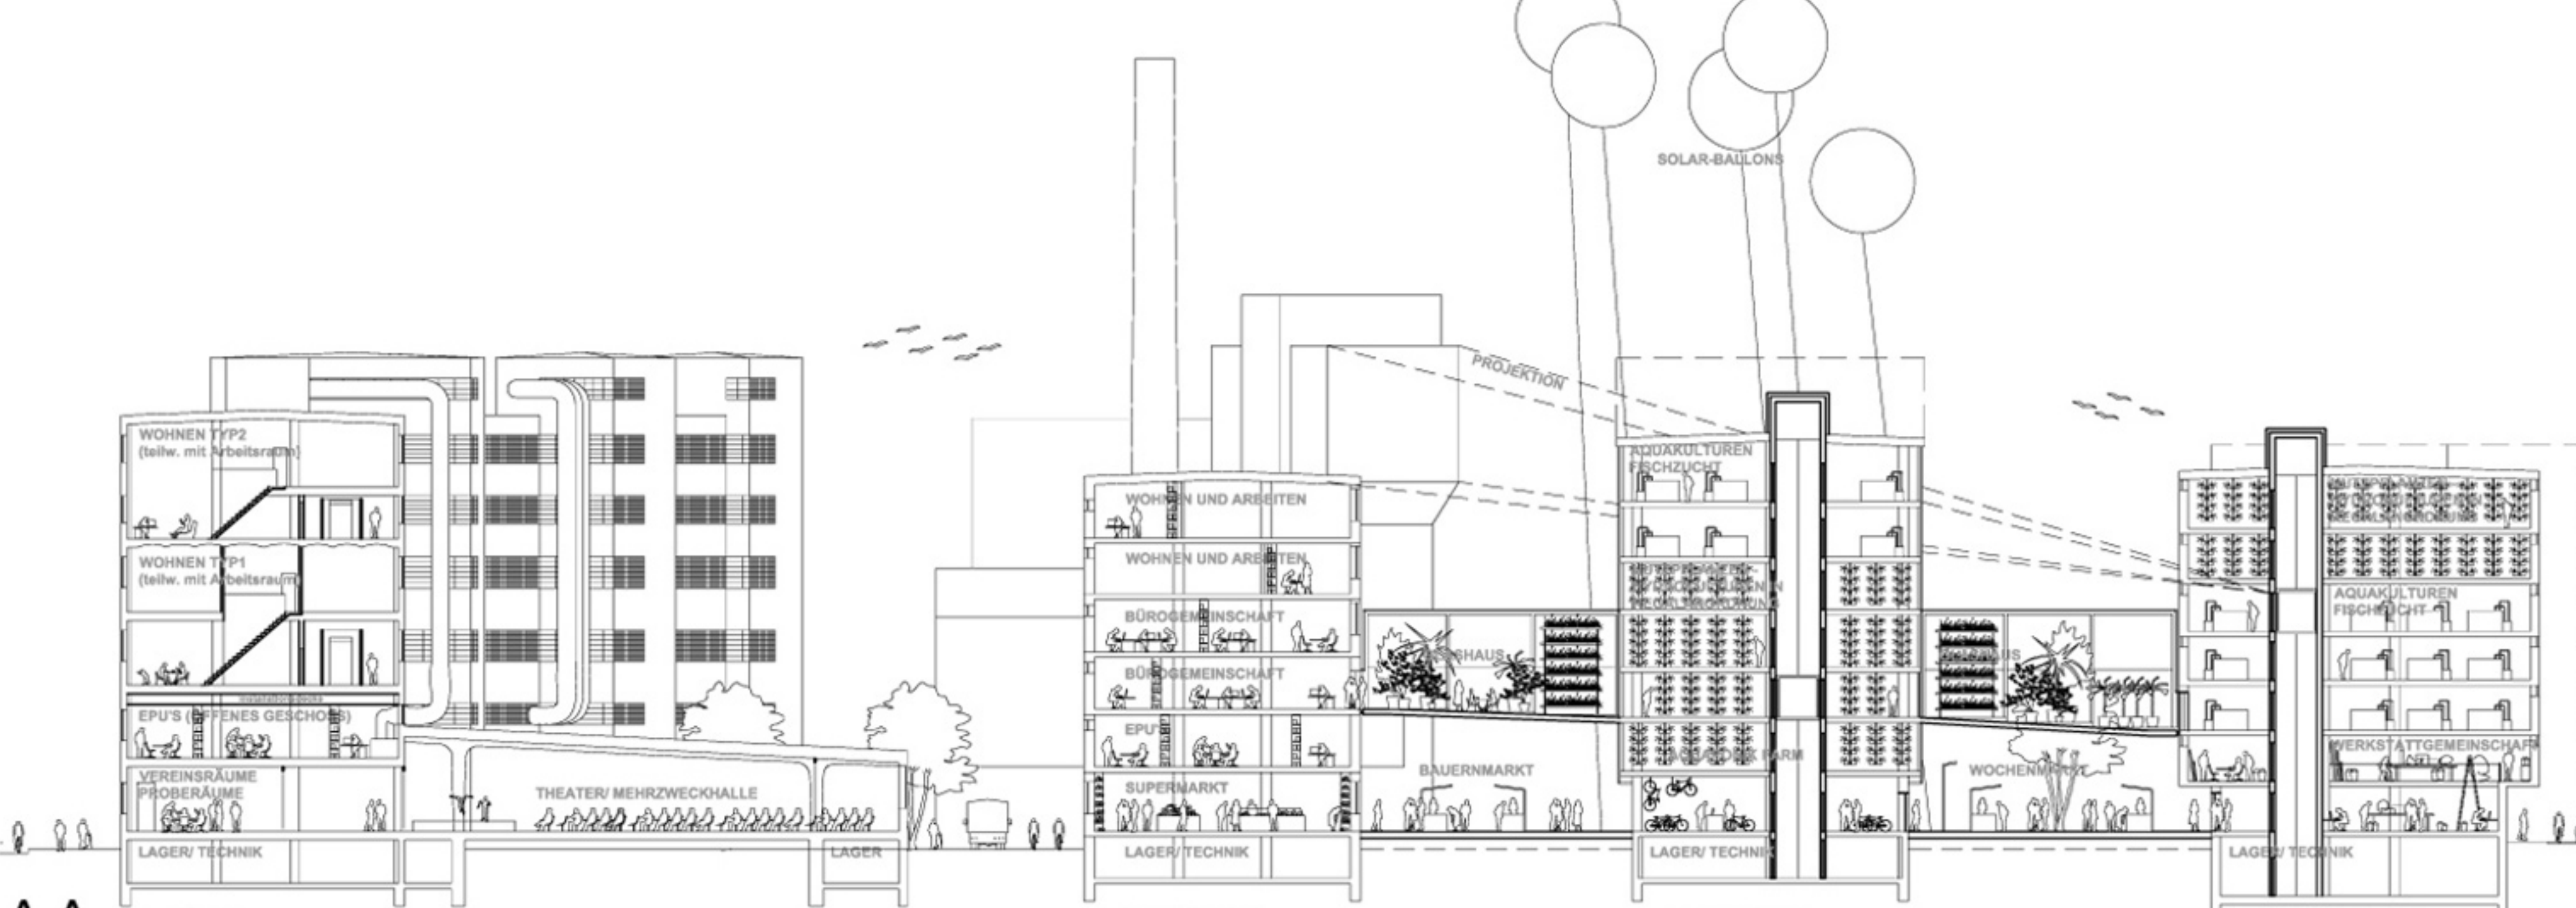 SOLAR-BALLONS
PROJEKTION
WOHNEN TYP2
(teilw. mit Arbeitsraum)
WOHNEN TYP1
(teilw. mit Arbeitsraum)
EPU'S (OFFENES GESCHOSS)
VEREINSRÄUME
PROBERÄUME
THEATER/ MEHRZWECKHALLE
LAGER/ TECHNIK
LAGER
WOHNEN UND ARBEITEN
WOHNEN UND ARBEITEN
BÜROGEMEINSCHAFT
BÜROGEMEINSCHAFT
EPU'S
SUPERMARKT
LAGER/ TECHNIK
BAUERNMARKT
AQUAKULTUREN
FISCHZUCHT
FARM
LAGER/ TECHNIK
WOCHENMARKT
AQUAKULTUREN
FISCHZUCHT
WERKSTATTGEMEINSCHAFT
LAGER/ TECHNIK